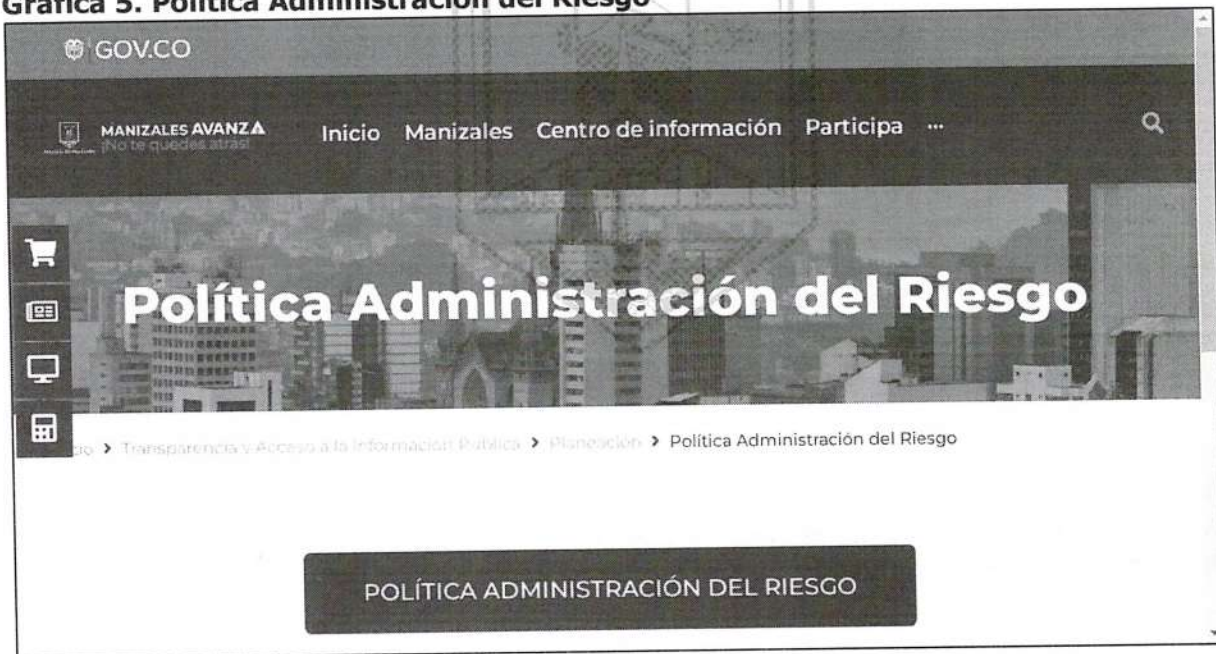 Gráfica 5. Política Administración del Riesgo
GOV.CO
MANIZALES AVANZA
¡No te quedes atrás!
Inicio Manizales Centro de información Participa ...
Política Administración del Riesgo
cio > Transparencia y Acceso a la Información Pública > Planeación > Política Administración del Riesgo
POLÍTICA ADMINISTRACIÓN DEL RIESGO